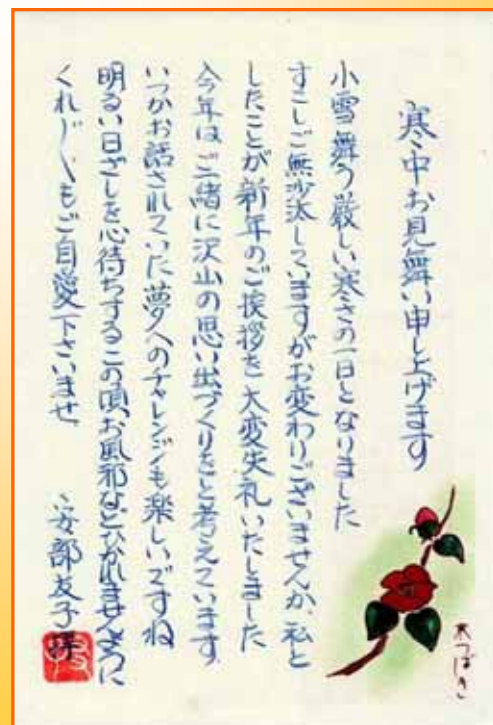 寒中お見舞い申し上げます
小雪舞う厳しい寒さの一日となりました
すこしご無沙汰していますがお変わりございませんか、私と
したことが新年のご挨拶を大変失礼いたしました
今年はご一緒に沢山の思い出づくりをと考えています
いつかお話されていた夢へのチャレンジも楽しいですね
明るい日ざしを心待ちするこの頃、お風邪などひかれませんように
くれぐれもご自愛下さいませ
安部友子
冬つばき